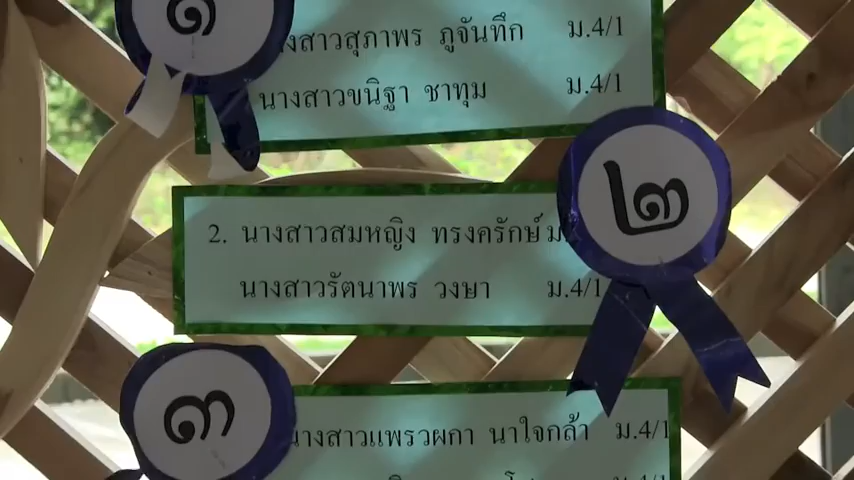 ๑
นางสาวสุภาพร ภูจันทึก ม.4/1
นางสาวขนิฐา ชาทุม ม.4/1
๒
2. นางสาวสมหญิง ทรงครักษ์ ม.
นางสาวรัตนาพร วงษา ม.4/1
๓
นางสาวแพรวผกา นาใจกล้า ม.4/1